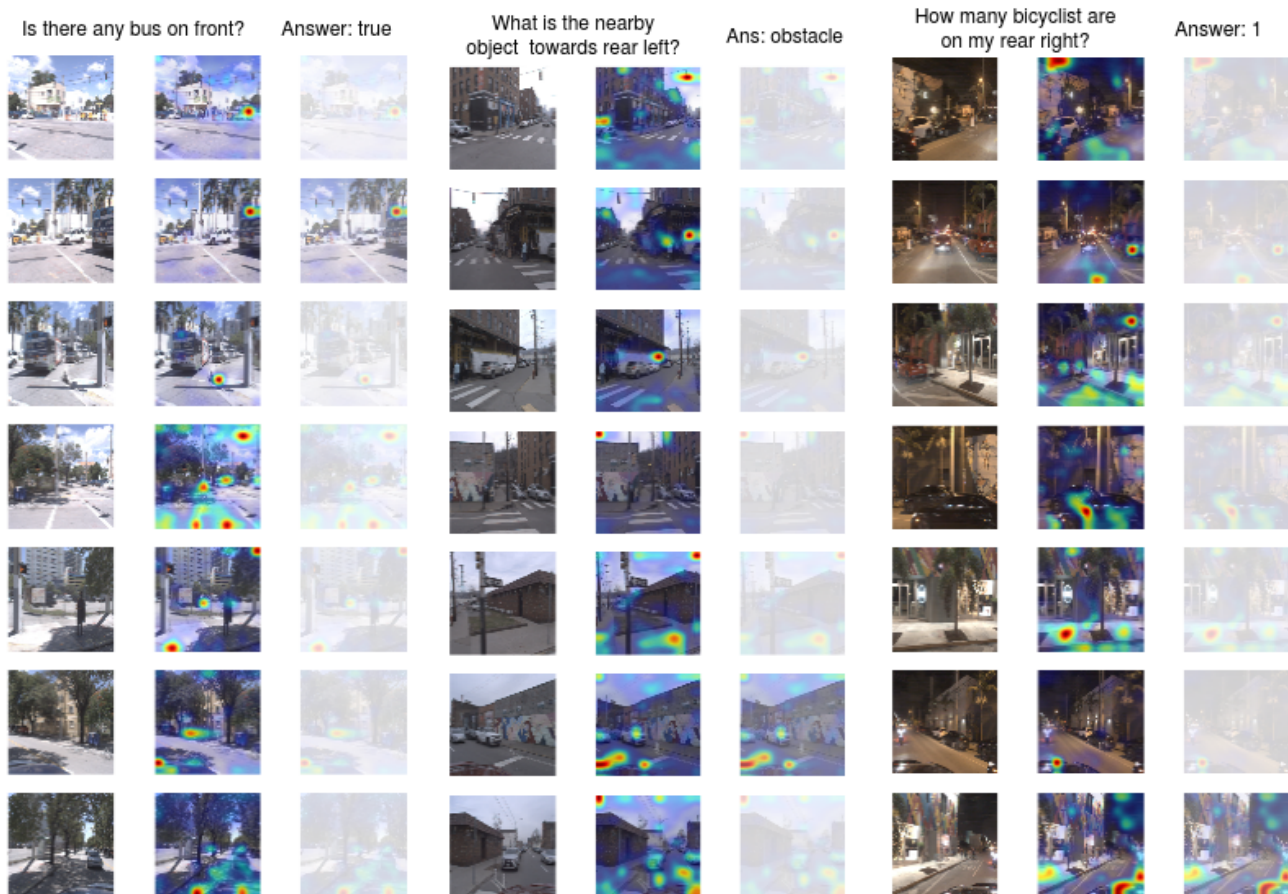 Is there any bus on front?
Answer: true
What is the nearby
object towards rear left?
Ans: obstacle
How many bicyclist are
on my rear right?
Answer: 1